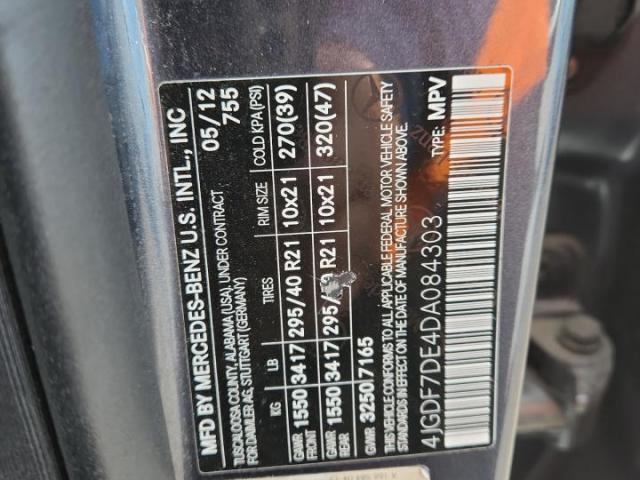 MFD BY MERCEDES-BENZ U.S. INTL., INC
TUSCALOOSA COUNTY, ALABAMA (USA), UNDER CONTRACT
FOR DAIMLER AG, STUTTGART (GERMANY)
05/12
755
KG LB TIRES RIM SIZE COLD KPA (PSI)
GAWR FRONT 1550 3417 295/40 R21 10x21 270(39)
GAWR REAR 1550 3417 295/ R21 10x21 320(47)
GVWR 3250 7165
THIS VEHICLE CONFORMS TO ALL APPLICABLE FEDERAL MOTOR VEHICLE SAFETY
STANDARDS IN EFFECT ON THE DATE OF MANUFACTURE SHOWN ABOVE.
4JGDF7DE4DA084303 TYPE: MPV